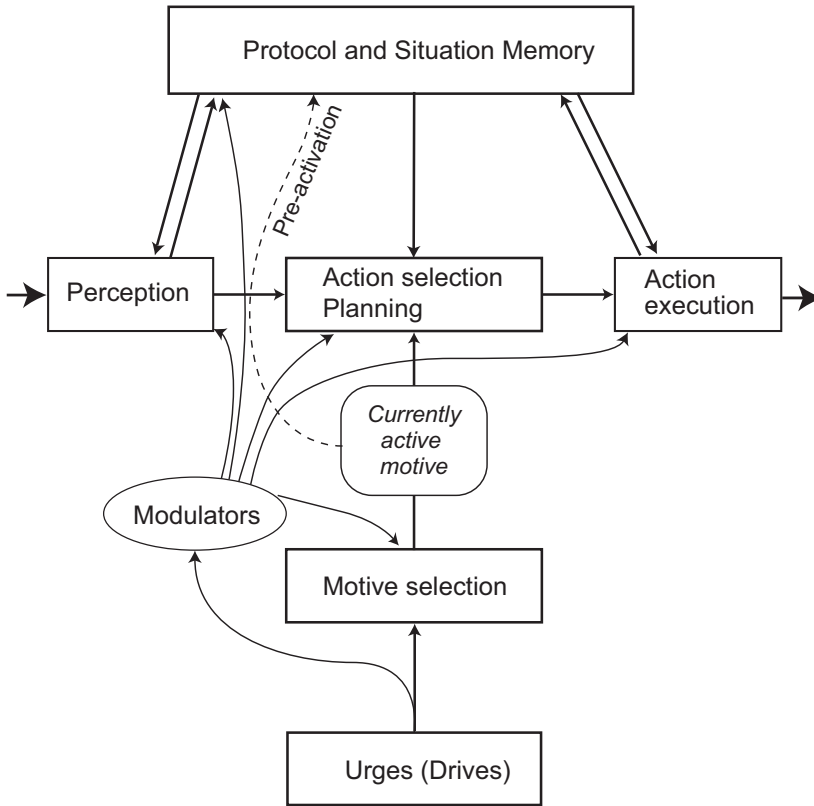 Protocol and Situation Memory
Pre-activation
Perception
Action selection
Planning
Action
execution
Currently
active
motive
Modulators
Motive selection
Urges (Drives)